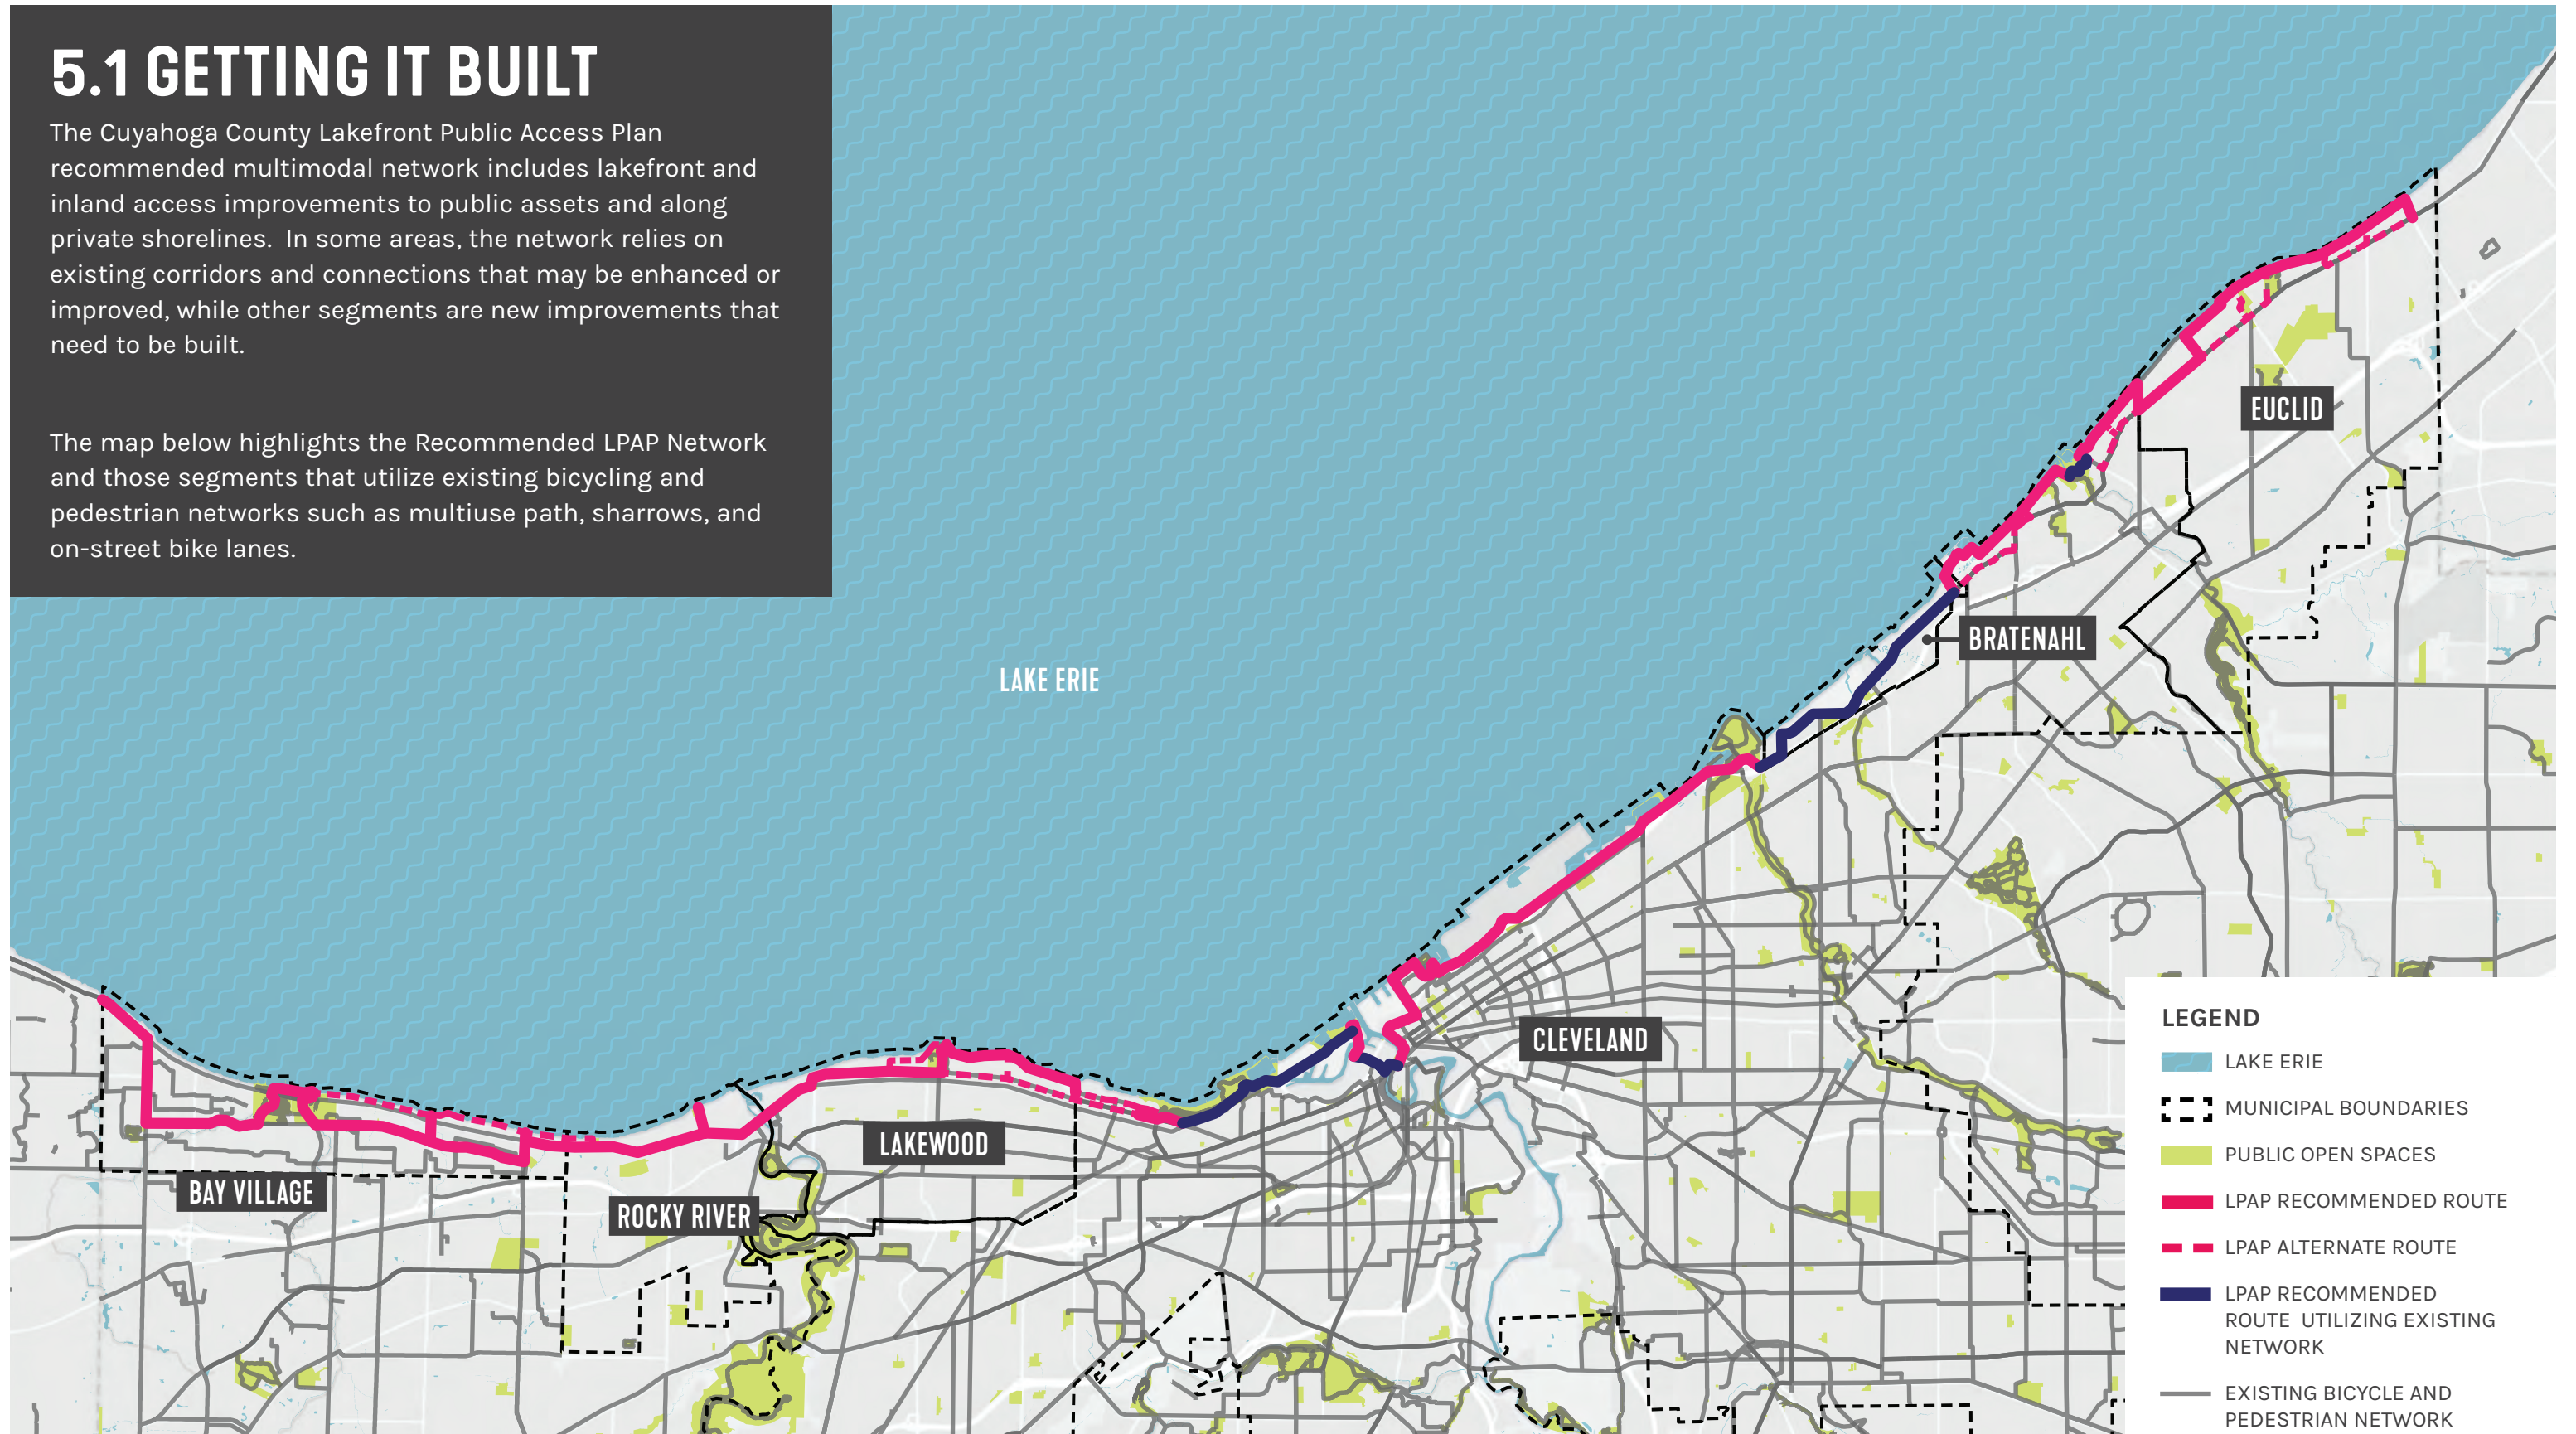 5.1 GETTING IT BUILT
The Cuyahoga County Lakefront Public Access Plan
recommended multimodal network includes lakefront and
inland access improvements to public assets and along
private shorelines.  In some areas, the network relies on
existing corridors and connections that may be enhanced or
improved, while other segments are new improvements that
need to be built.
The map below highlights the Recommended LPAP Network
and those segments that utilize existing bicycling and
pedestrian networks such as multiuse path, sharrows, and
on-street bike lanes.
EUCLID
BRATENAHL
LAKE ERIE
CLEVELAND
LAKEWOOD
BAY VILLAGE
ROCKY RIVER
LEGEND
LAKE ERIE
MUNICIPAL BOUNDARIES
PUBLIC OPEN SPACES
LPAP RECOMMENDED ROUTE
LPAP ALTERNATE ROUTE
LPAP RECOMMENDED
ROUTE  UTILIZING EXISTING
NETWORK
EXISTING BICYCLE AND
PEDESTRIAN NETWORK